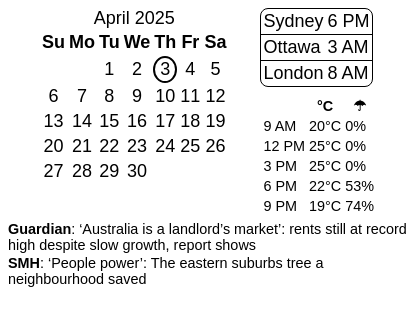 April 2025
Su Mo Tu We Th Fr Sa
1 2 3 4 5
6 7 8 9 10 11 12
13 14 15 16 17 18 19
20 21 22 23 24 25 26
27 28 29 30
Sydney 6 PM
Ottawa 3 AM
London 8 AM
°C ☂
9 AM 20°C 0%
12 PM 25°C 0%
3 PM 25°C 0%
6 PM 22°C 53%
9 PM 19°C 74%
Guardian: ‘Australia is a landlord’s market’: rents still at record
high despite slow growth, report shows
SMH: ‘People power’: The eastern suburbs tree a
neighbourhood saved